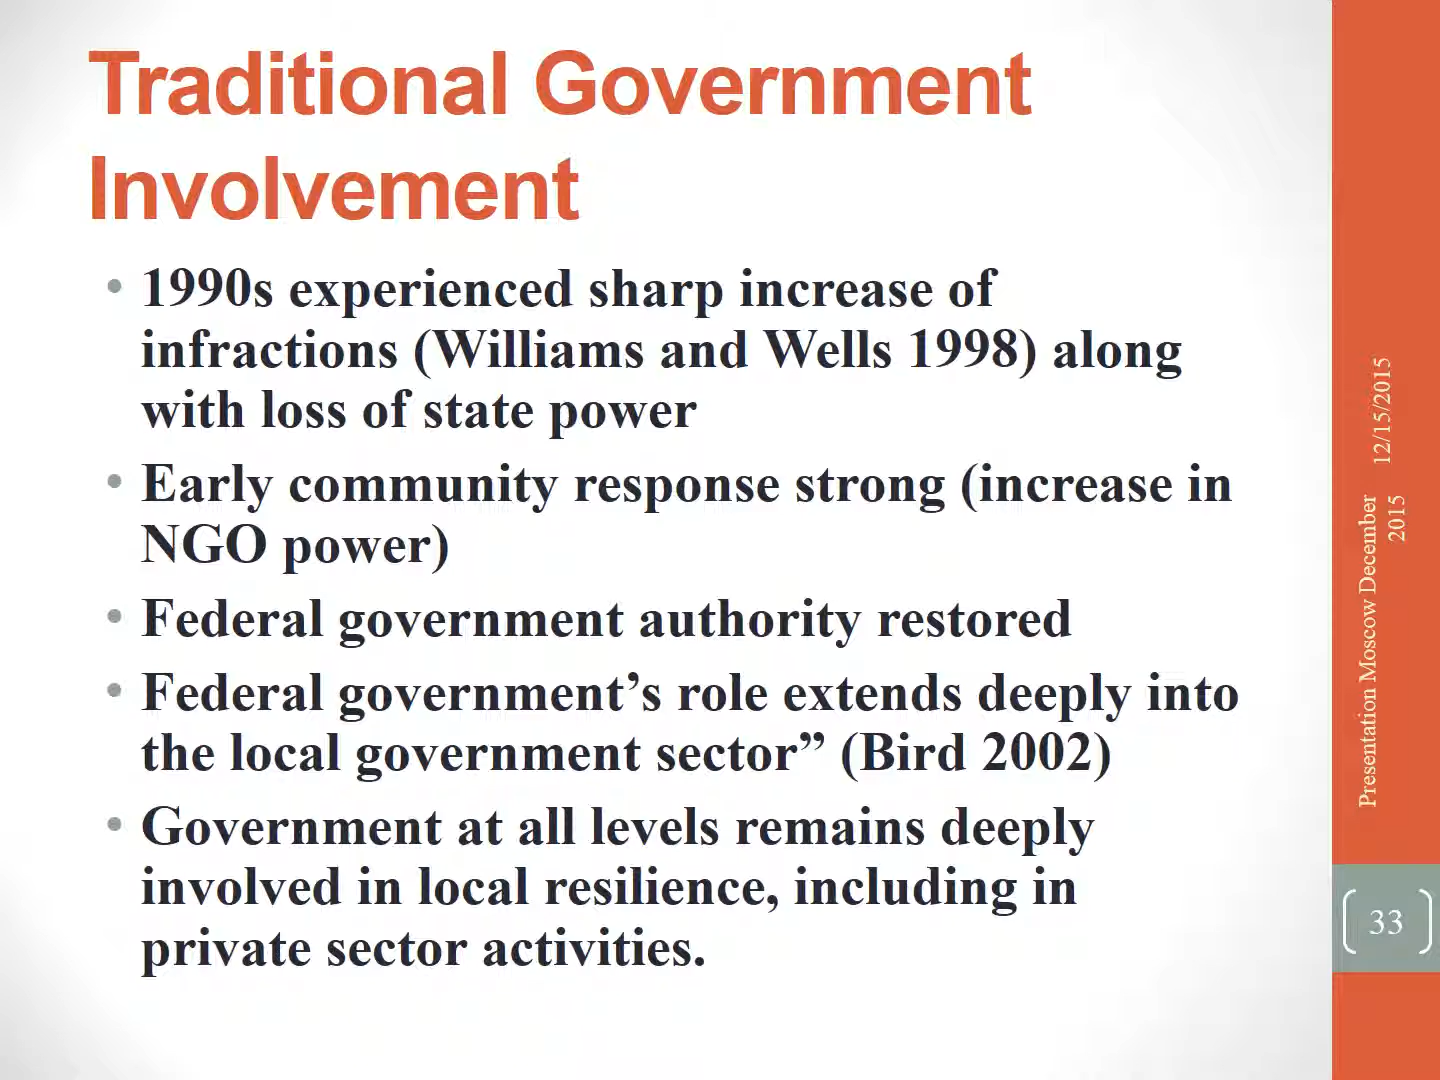 Traditional Government
Involvement
• 1990s experienced sharp increase of
infractions (Williams and Wells 1998) along
with loss of state power
• Early community response strong (increase in
NGO power)
• Federal government authority restored
• Federal government’s role extends deeply into
the local government sector” (Bird 2002)
• Government at all levels remains deeply
involved in local resilience, including in
private sector activities.
12/15/2015
Presentation Moscow December
2015
33